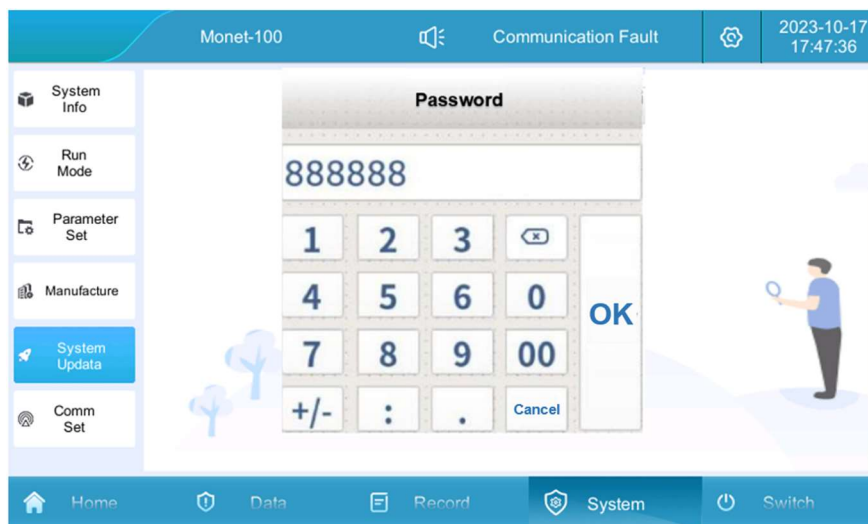 Monet-100
Communication Fault
2023-10-17
17:47:36
System
Info
Run
Mode
Parameter
Set
Manufacture
System
Updata
Comm
Set
Password
888888
1 2 3
4 5 6 0
7 8 9 00
+/- : . Cancel
OK
Home Data Record System Switch